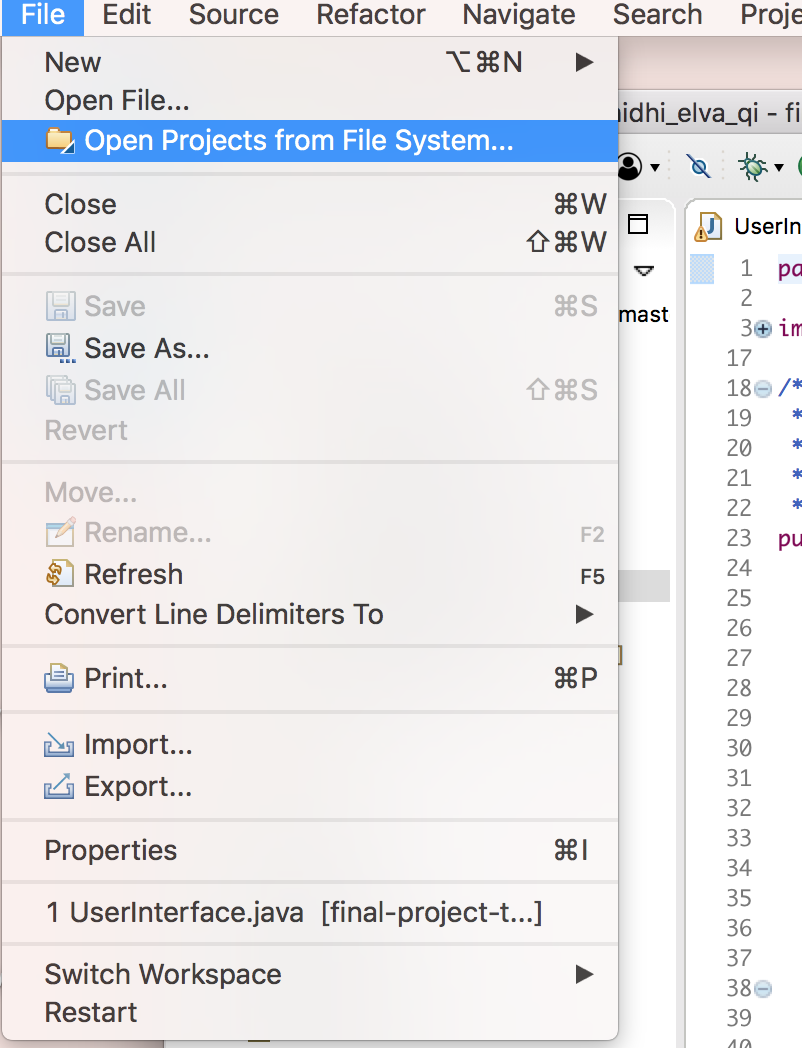 File Edit Source Refactor Navigate Search Proje
New ⌥⌘N ▶
Open File...
Open Projects from File System...
Close ⌘W
Close All ⇧⌘W
Save ⌘S
Save As...
Save All ⇧⌘S
Revert
Move...
Rename... F2
Refresh F5
Convert Line Delimiters To ▶
Print... ⌘P
Import...
Export...
Properties ⌘I
1 UserInterface.java [final-project-t...]
Switch Workspace ▶
Restart
idhi_elva_qi - fi
mast
]
UserIn
1 pa
2
3 im
17
18 /*
19 *
20 *
21 *
22 *
23 pu
24
25
26
27
28
29
30
31
32
33
34
35
36
37
38
39
40